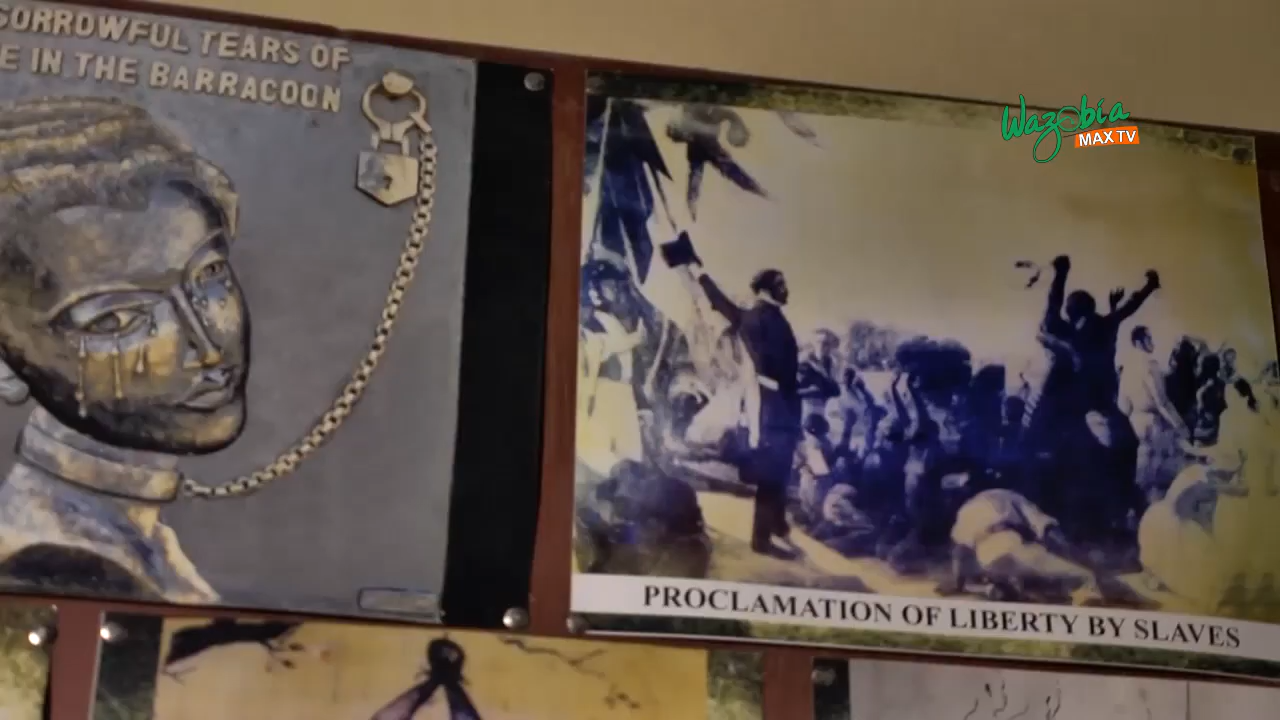 SORROWFUL TEARS OF
E IN THE BARRACOON
Wazobia
MAX TV
PROCLAMATION OF LIBERTY BY SLAVES